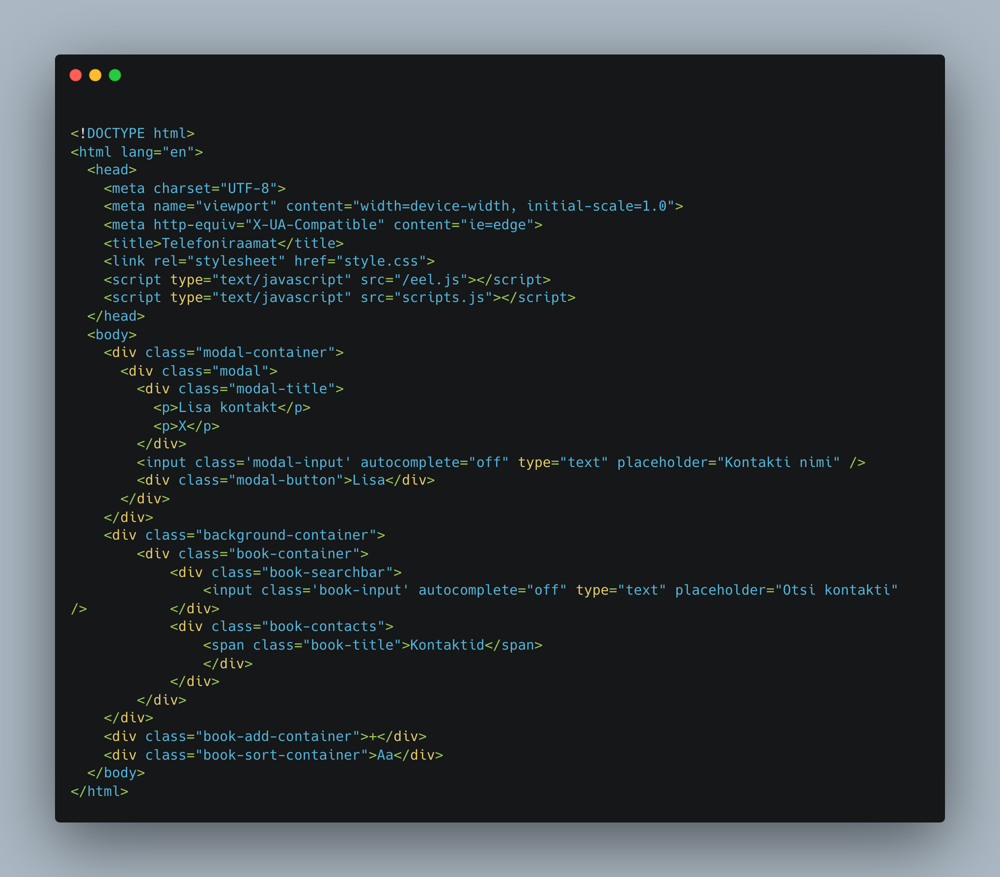 <!DOCTYPE html>
<html lang="en">
  <head>
    <meta charset="UTF-8">
    <meta name="viewport" content="width=device-width, initial-scale=1.0">
    <meta http-equiv="X-UA-Compatible" content="ie=edge">
    <title>Telefoniraamat</title>
    <link rel="stylesheet" href="style.css">
    <script type="text/javascript" src="/eel.js"></script>
    <script type="text/javascript" src="scripts.js"></script>
  </head>
  <body>
    <div class="modal-container">
      <div class="modal">
        <div class="modal-title">
          <p>Lisa kontakt</p>
          <p>X</p>
        </div>
        <input class='modal-input' autocomplete="off" type="text" placeholder="Kontakti nimi" />
        <div class="modal-button">Lisa</div>
      </div>
    </div>
    <div class="background-container">
        <div class="book-container">
            <div class="book-searchbar">
                <input class='book-input' autocomplete="off" type="text" placeholder="Otsi kontakti"
/>          </div>
            <div class="book-contacts">
                <span class="book-title">Kontaktid</span>
                </div>
            </div>
        </div>
    </div>
    <div class="book-add-container">+</div>
    <div class="book-sort-container">Aa</div>
  </body>
</html>